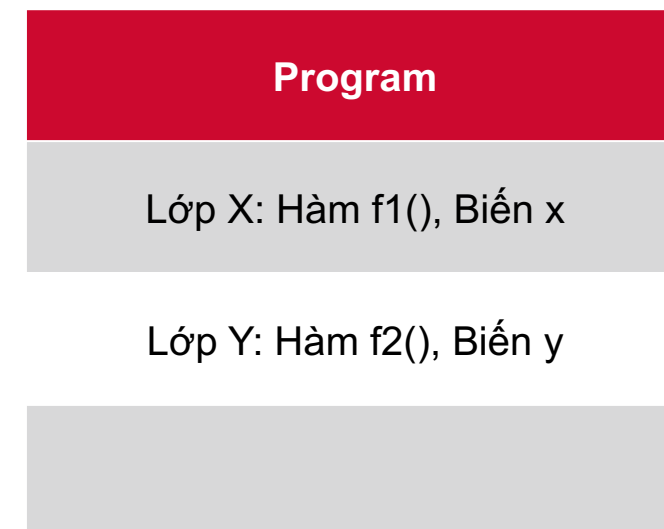 Program
Lớp X: Hàm f1(), Biến x
Lớp Y: Hàm f2(), Biến y